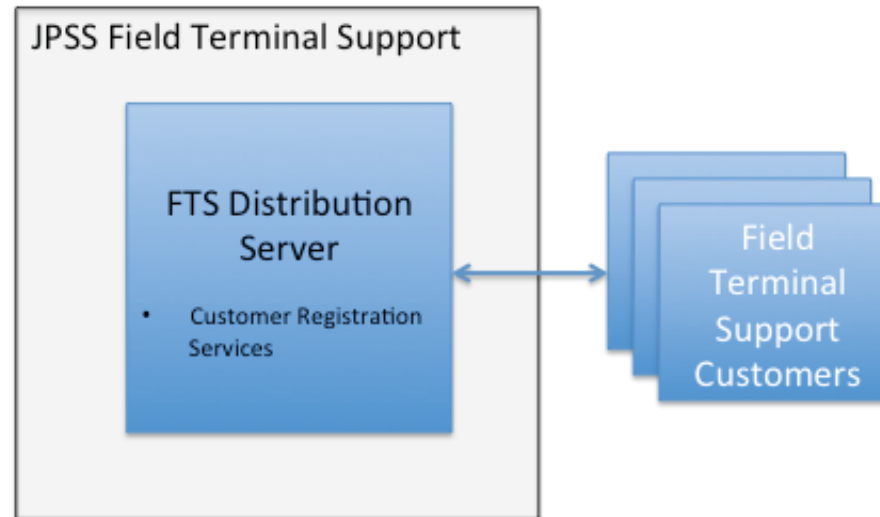 JPSS Field Terminal Support
FTS Distribution
Server
• Customer Registration
Services
Field
Terminal
Support
Customers